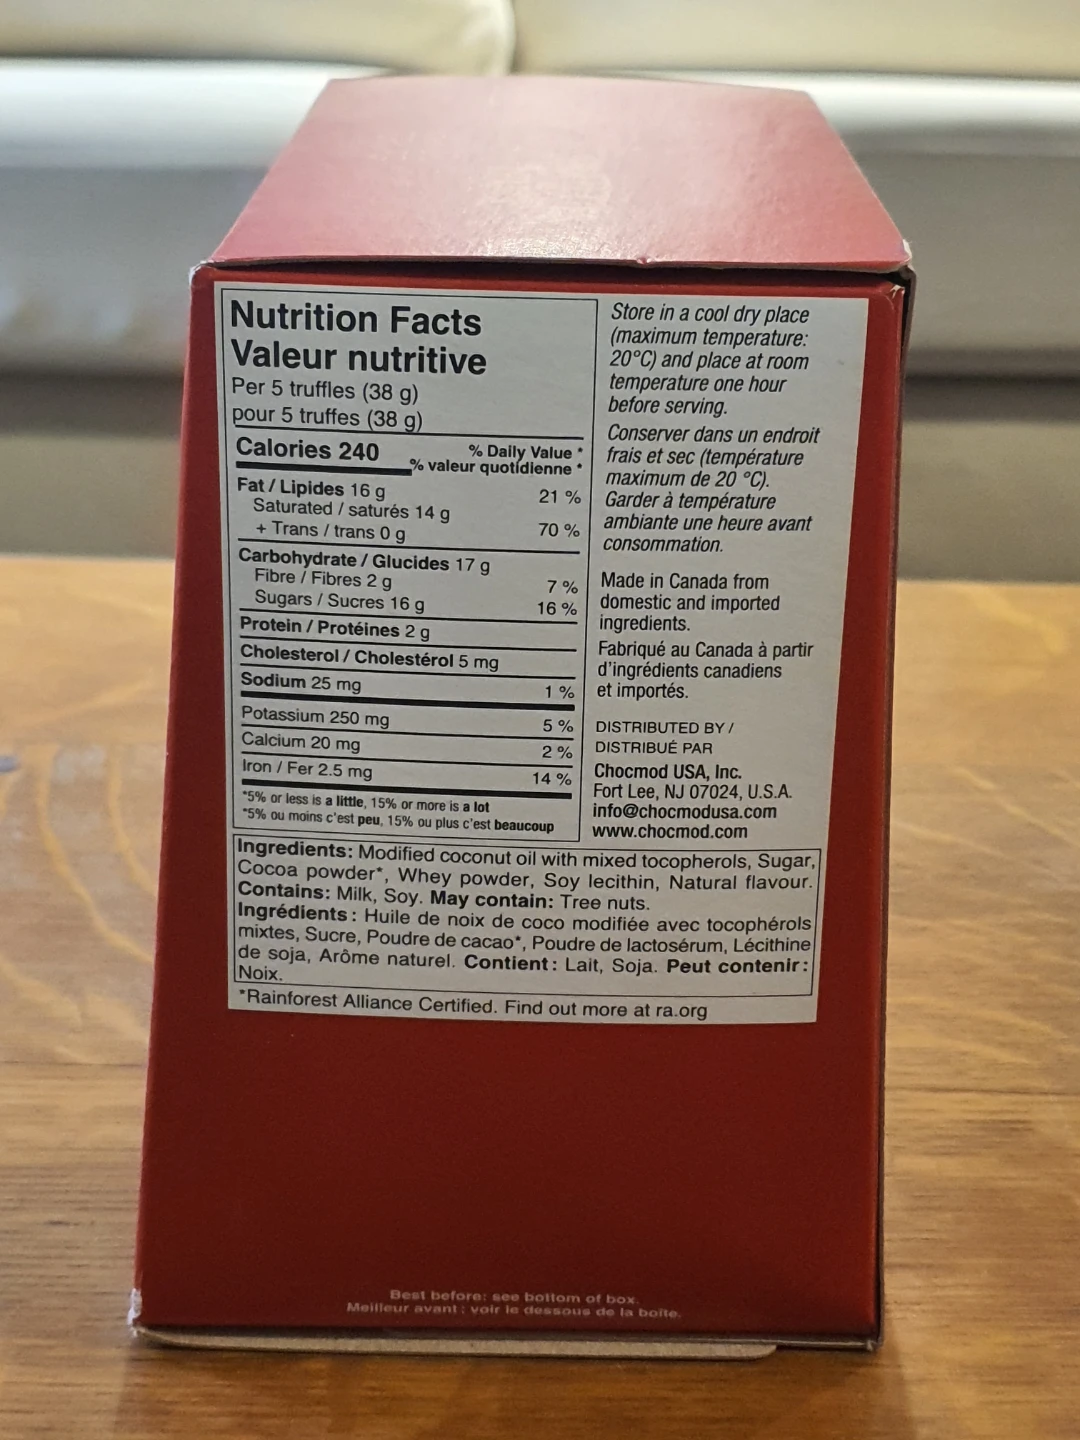 Nutrition Facts
Valeur nutritive
Per 5 truffles (38 g)
pour 5 truffes (38 g)
Calories 240
% Daily Value *
% valeur quotidienne *
Fat / Lipides 16 g 21 %
Saturated / saturés 14 g
+ Trans / trans 0 g 70 %
Carbohydrate / Glucides 17 g
Fibre / Fibres 2 g 7 %
Sugars / Sucres 16 g 16 %
Protein / Protéines 2 g
Cholesterol / Cholestérol 5 mg
Sodium 25 mg 1 %
Potassium 250 mg 5 %
Calcium 20 mg 2 %
Iron / Fer 2.5 mg 14 %
*5% or less is a little, 15% or more is a lot
*5% ou moins c'est peu, 15% ou plus c'est beaucoup
Store in a cool dry place
(maximum temperature:
20°C) and place at room
temperature one hour
before serving.
Conserver dans un endroit
frais et sec (température
maximum de 20 °C).
Garder à température
ambiante une heure avant
consommation.
Made in Canada from
domestic and imported
ingredients.
Fabriqué au Canada à partir
d'ingrédients canadiens
et importés.
DISTRIBUTED BY /
DISTRIBUÉ PAR
Chocmod USA, Inc.
Fort Lee, NJ 07024, U.S.A.
info@chocmodusa.com
www.chocmod.com
Ingredients: Modified coconut oil with mixed tocopherols, Sugar,
Cocoa powder*, Whey powder, Soy lecithin, Natural flavour.
Contains: Milk, Soy. May contain: Tree nuts.
Ingrédients : Huile de noix de coco modifiée avec tocophérols
mixtes, Sucre, Poudre de cacao*, Poudre de lactosérum, Lécithine
de soja, Arôme naturel. Contient : Lait, Soja. Peut contenir :
Noix.
*Rainforest Alliance Certified. Find out more at ra.org
Best before: see bottom of box.
Meilleur avant : voir le dessous de la boîte.